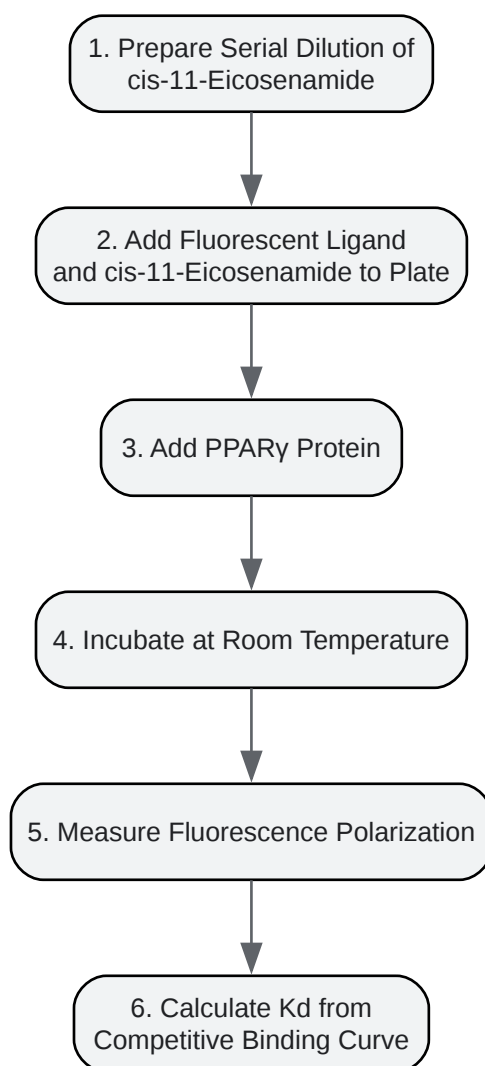 1. Prepare Serial Dilution of
cis-11-Eicosenamide
2. Add Fluorescent Ligand
and cis-11-Eicosenamide to Plate
3. Add PPARγ Protein
4. Incubate at Room Temperature
5. Measure Fluorescence Polarization
6. Calculate Kd from
Competitive Binding Curve